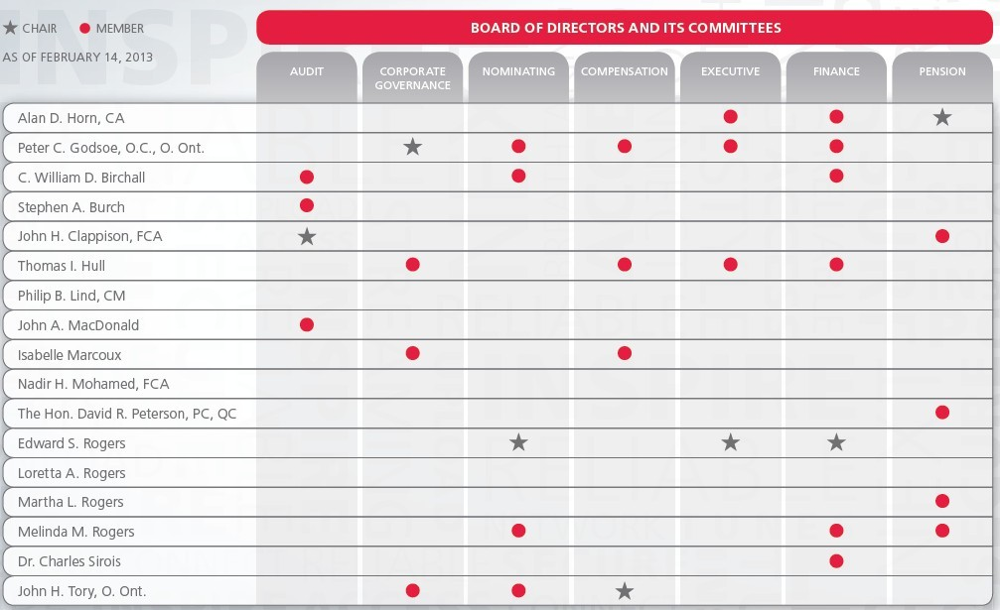 CHAIR MEMBER
AS OF FEBRUARY 14, 2013
BOARD OF DIRECTORS AND ITS COMMITTEES
AUDIT
CORPORATE
GOVERNANCE
NOMINATING
COMPENSATION
EXECUTIVE
FINANCE
PENSION
Alan D. Horn, CA
Peter C. Godsoe, O.C., O. Ont.
C. William D. Birchall
Stephen A. Burch
John H. Clappison, FCA
Thomas I. Hull
Philip B. Lind, CM
John A. MacDonald
Isabelle Marcoux
Nadir H. Mohamed, FCA
The Hon. David R. Peterson, PC, QC
Edward S. Rogers
Loretta A. Rogers
Martha L. Rogers
Melinda M. Rogers
Dr. Charles Sirois
John H. Tory, O. Ont.